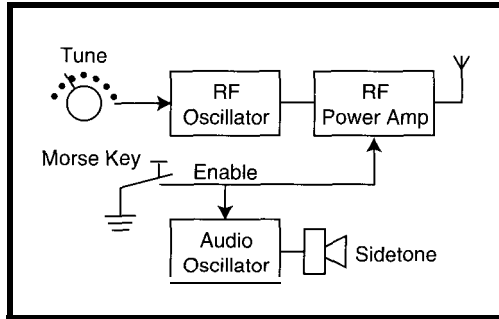 Tune
RF
Oscillator
RF
Power Amp
Morse Key
Enable
Audio
Oscillator
Sidetone